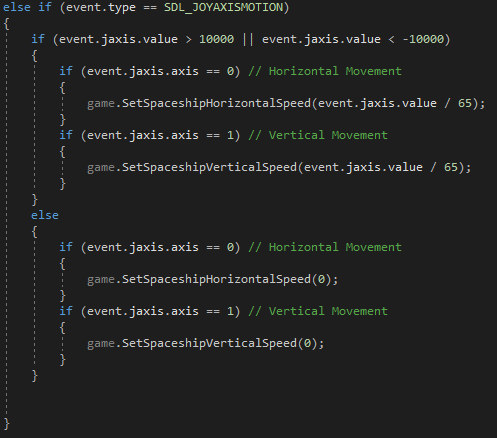 else if (event.type == SDL_JOYAXISMOTION)
{
if (event.jaxis.value > 10000 || event.jaxis.value < -10000)
{
if (event.jaxis.axis == 0) // Horizontal Movement
{
game.SetSpaceshipHorizontalSpeed(event.jaxis.value / 65);
}
if (event.jaxis.axis == 1) // Vertical Movement
{
game.SetSpaceshipVerticalSpeed(event.jaxis.value / 65);
}
}
else
{
if (event.jaxis.axis == 0) // Horizontal Movement
{
game.SetSpaceshipHorizontalSpeed(0);
}
if (event.jaxis.axis == 1) // Vertical Movement
{
game.SetSpaceshipVerticalSpeed(0);
}
}
}